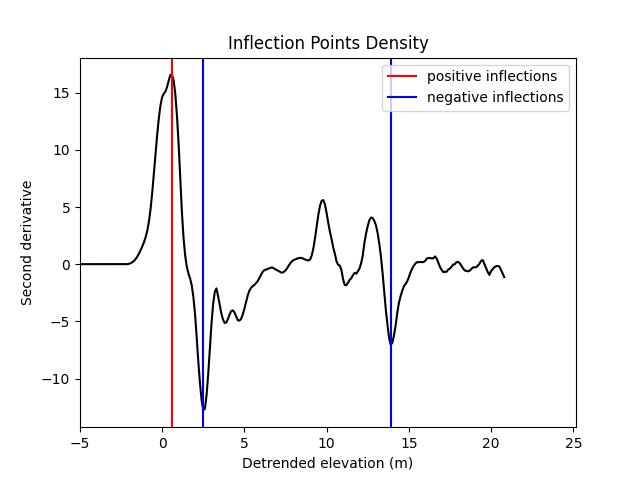 Inflection Points Density
positive inflections
negative inflections
Second derivative
15
10
5
0
−5
−10
−5
0
5
10
15
20
25
Detrended elevation (m)